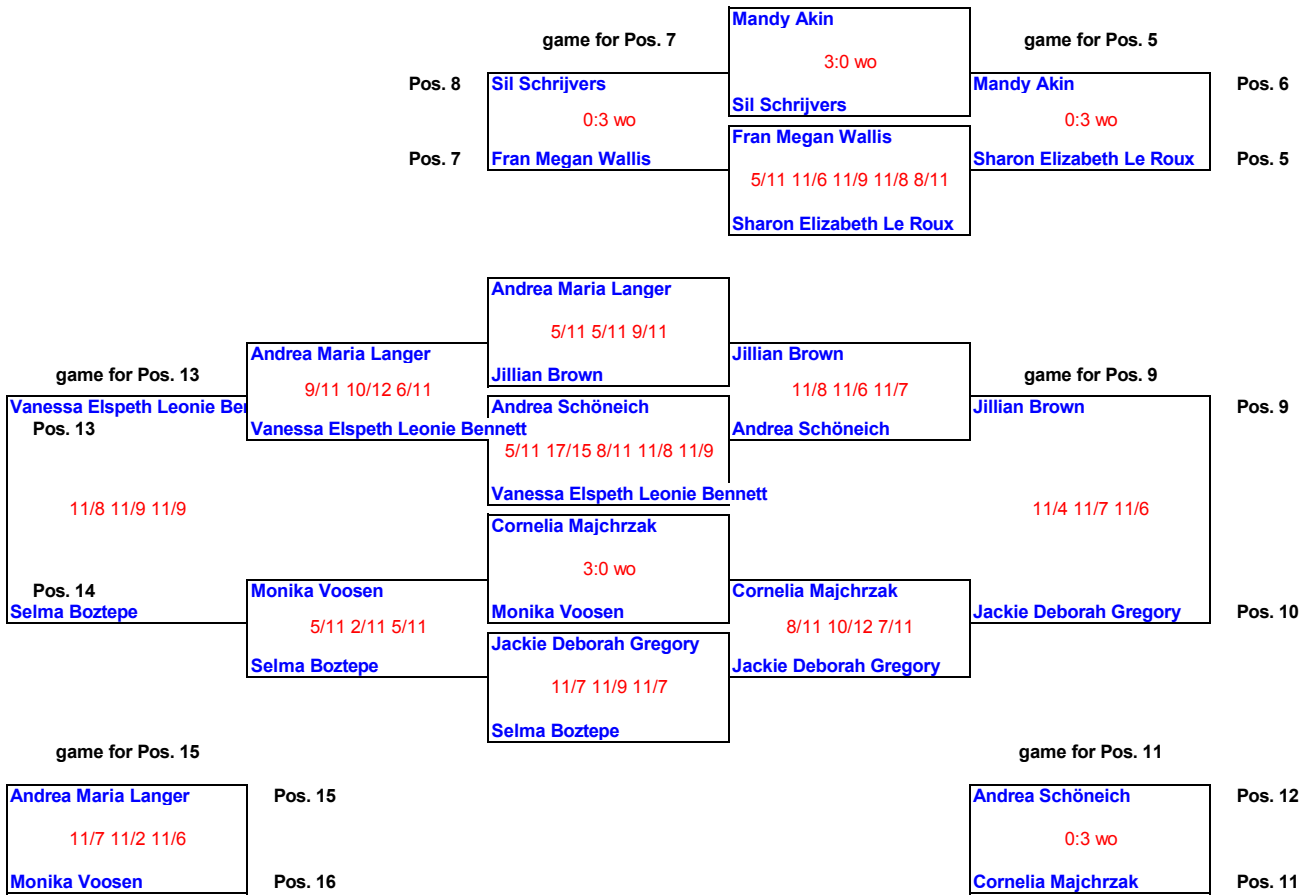 Mandy Akin
game for Pos. 7
game for Pos. 5
3:0 wo
Pos. 8
Sil Schrijvers
Mandy Akin
Pos. 6
Sil Schrijvers
0:3 wo
0:3 wo
Fran Megan Wallis
Pos. 7
Fran Megan Wallis
Sharon Elizabeth Le Roux
Pos. 5
5/11 11/6 11/9 11/8 8/11
Sharon Elizabeth Le Roux
Andrea Maria Langer
5/11 5/11 9/11
Andrea Maria Langer
Jillian Brown
game for Pos. 13
Jillian Brown
game for Pos. 9
9/11 10/12 6/11
11/8 11/6 11/7
Vanessa Elspeth Leonie Ben
Andrea Schöneich
Jillian Brown
Pos. 9
Pos. 13
Vanessa Elspeth Leonie Bennett
Andrea Schöneich
5/11 17/15 8/11 11/8 11/9
Vanessa Elspeth Leonie Bennett
11/8 11/9 11/9
11/4 11/7 11/6
Cornelia Majchrzak
3:0 wo
Pos. 14
Monika Voosen
Cornelia Majchrzak
Selma Boztepe
Monika Voosen
Jackie Deborah Gregory
Pos. 10
5/11 2/11 5/11
8/11 10/12 7/11
Jackie Deborah Gregory
Selma Boztepe
Jackie Deborah Gregory
11/7 11/9 11/7
Selma Boztepe
game for Pos. 15
game for Pos. 11
Andrea Maria Langer
Pos. 15
Andrea Schöneich
Pos. 12
11/7 11/2 11/6
0:3 wo
Monika Voosen
Pos. 16
Cornelia Majchrzak
Pos. 11